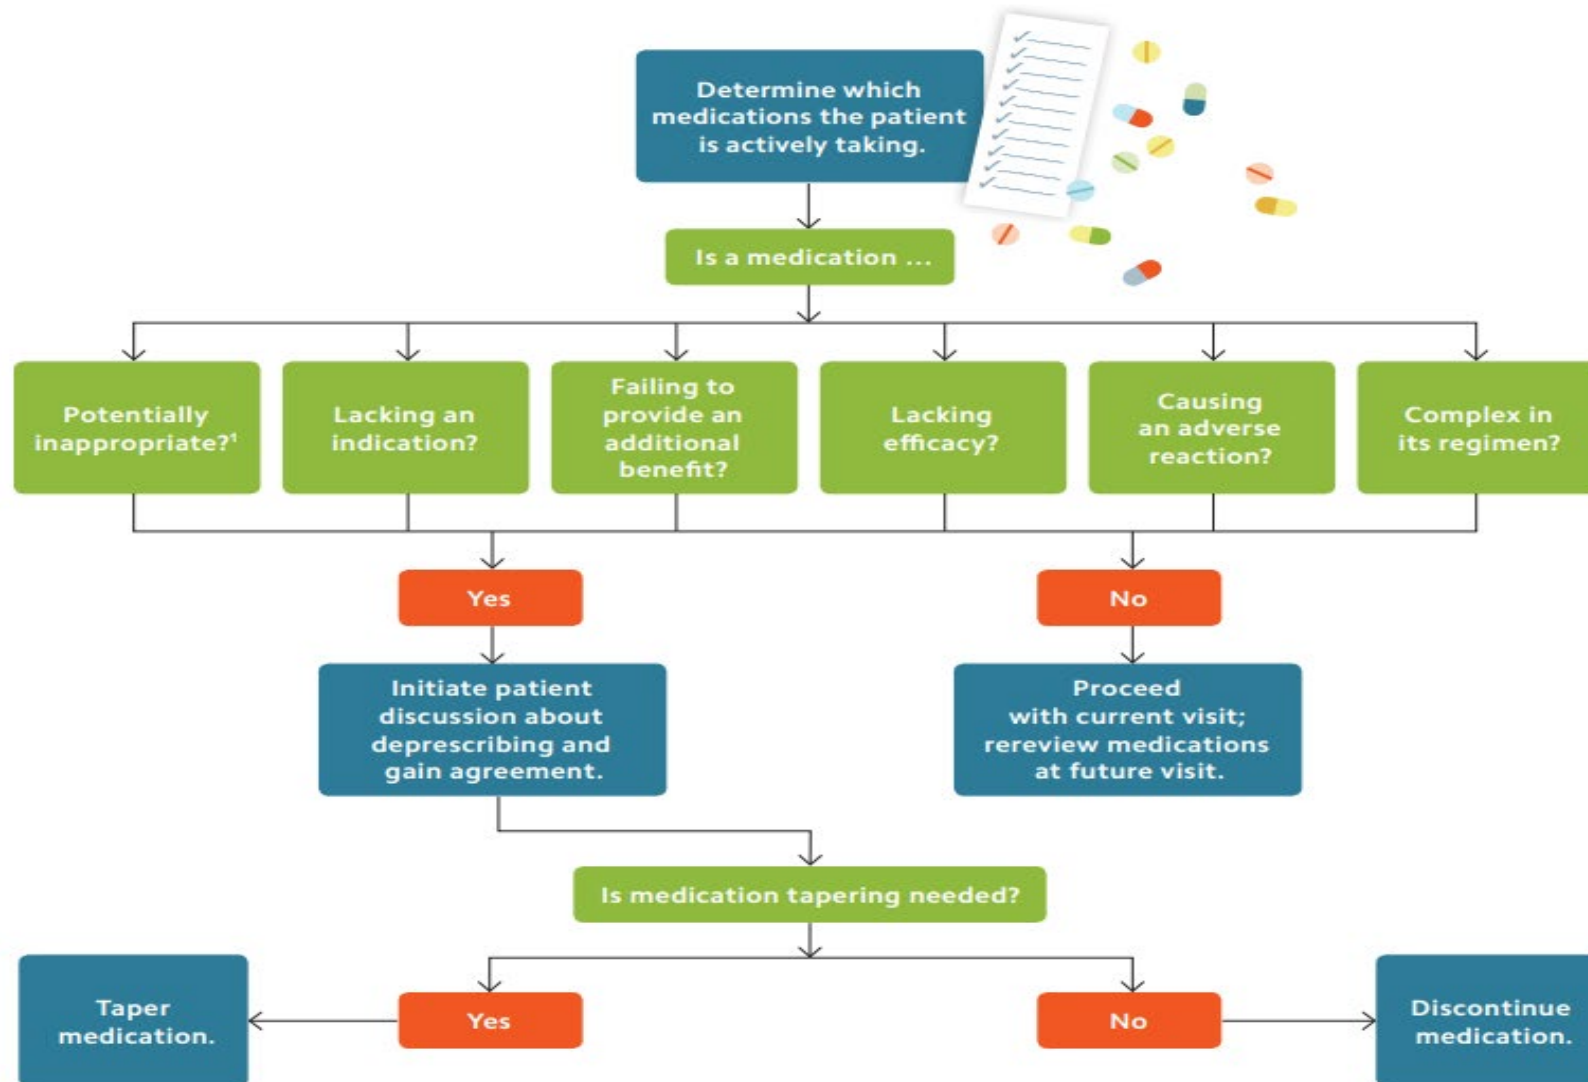 Determine which
medications the patient
is actively taking.
Is a medication ...
Potentially
inappropriate?¹
Lacking an
indication?
Failing to
provide an
additional
benefit?
Lacking
efficacy?
Causing
an adverse
reaction?
Complex in
its regimen?
Yes
No
Initiate patient
discussion about
deprescribing and
gain agreement.
Proceed
with current visit;
rereview medications
at future visit.
Is medication tapering needed?
Taper
medication.
Yes
No
Discontinue
medication.